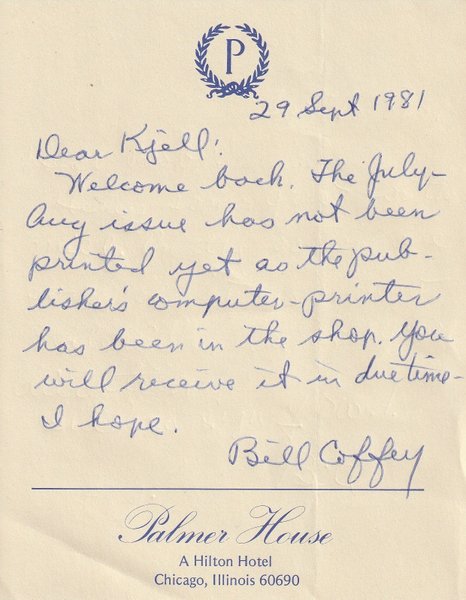 P
29 Sept 1981
Dear Kjell:
Welcome back. The July-
Aug issue has not been
printed yet as the pub-
lisher's computer-printer
has been in the shop. You
will receive it in due time-
I hope.
Bill Coffey
Palmer House
A Hilton Hotel
Chicago, Illinois 60690